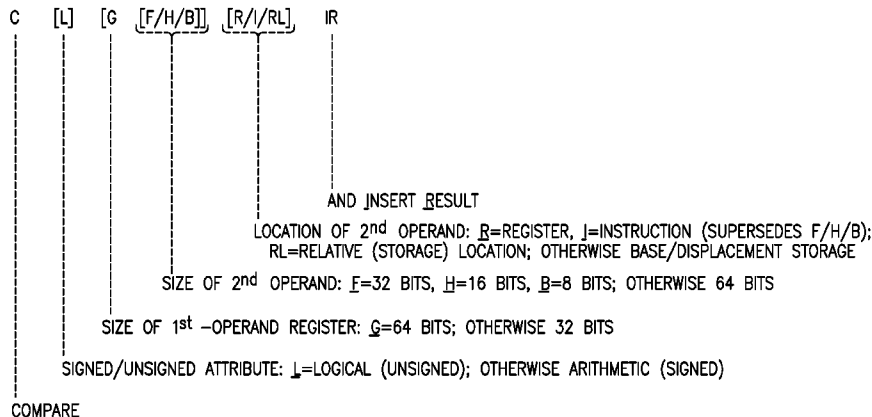 C [L] [G [F/H/B]] [R/I/RL] IR
AND INSERT RESULT
LOCATION OF 2nd OPERAND: R=REGISTER, I=INSTRUCTION (SUPERSEDES F/H/B);
RL=RELATIVE (STORAGE) LOCATION; OTHERWISE BASE/DISPLACEMENT STORAGE
SIZE OF 2nd OPERAND: F=32 BITS, H=16 BITS, B=8 BITS; OTHERWISE 64 BITS
SIZE OF 1st -OPERAND REGISTER: G=64 BITS; OTHERWISE 32 BITS
SIGNED/UNSIGNED ATTRIBUTE: L=LOGICAL (UNSIGNED); OTHERWISE ARITHMETIC (SIGNED)
COMPARE